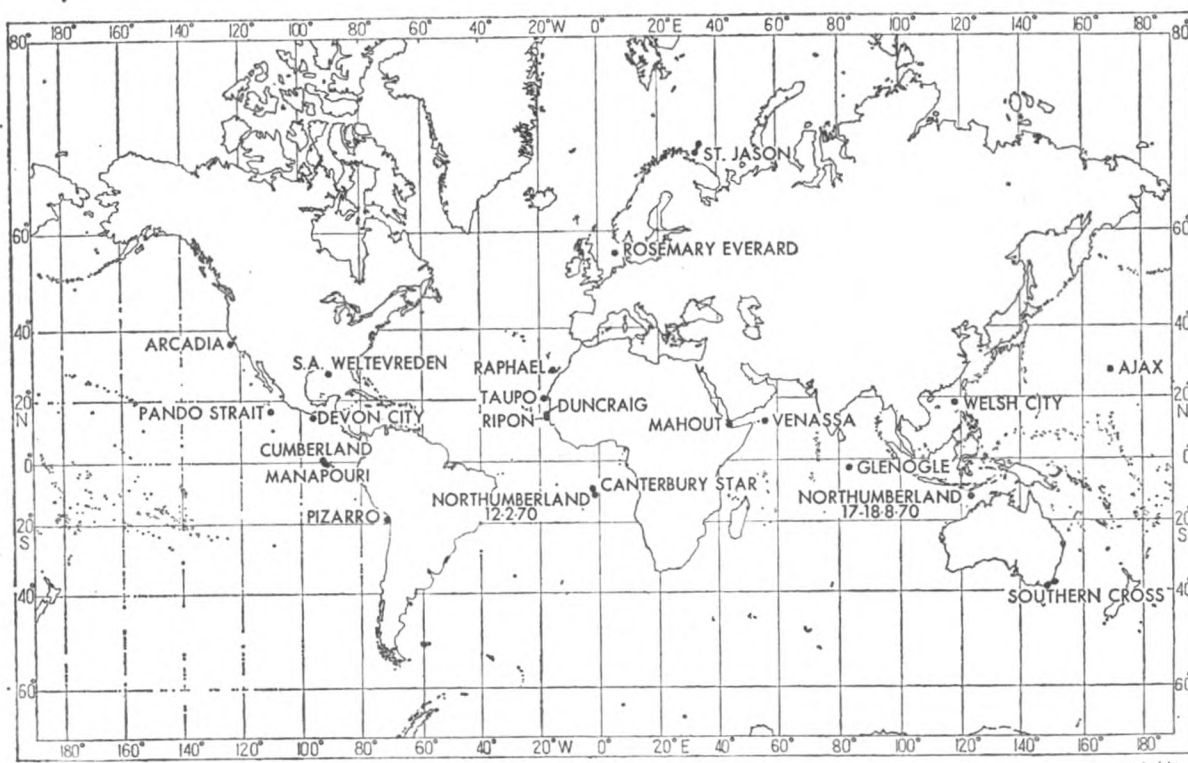 180° 160° 140° 120° 100° 80° 60° 40° 20°W 0° 20°E 40° 60° 80° 100° 120° 140° 160°
80° 80°
ST. JASON
60° 60°
ROSEMARY EVERARD
40° 40°
ARCADIA
S.A. WELTEVREDEN
RAPHAEL
AJAX
20° 20°
N N
TAUPO
DUNCRAIG
WELSH CITY
PANDO STRAIT
DEVON CITY
RIPON
MAHOUT
VENASSA
CUMBERLAND
0° 0°
MANAPOURI
GLENOGLE
CANTERBURY STAR
NORTHUMBERLAND
12·2·70
NORTHUMBERLAND
17-18·8·70
PIZARRO
20° 20°
S S
40° 40°
SOUTHERN CROSS
60° 60°
180° 160° 140° 120° 100° 80° 60° 40° 20°W 0° 20°E 40° 60° 80° 100° 120° 140° 160°